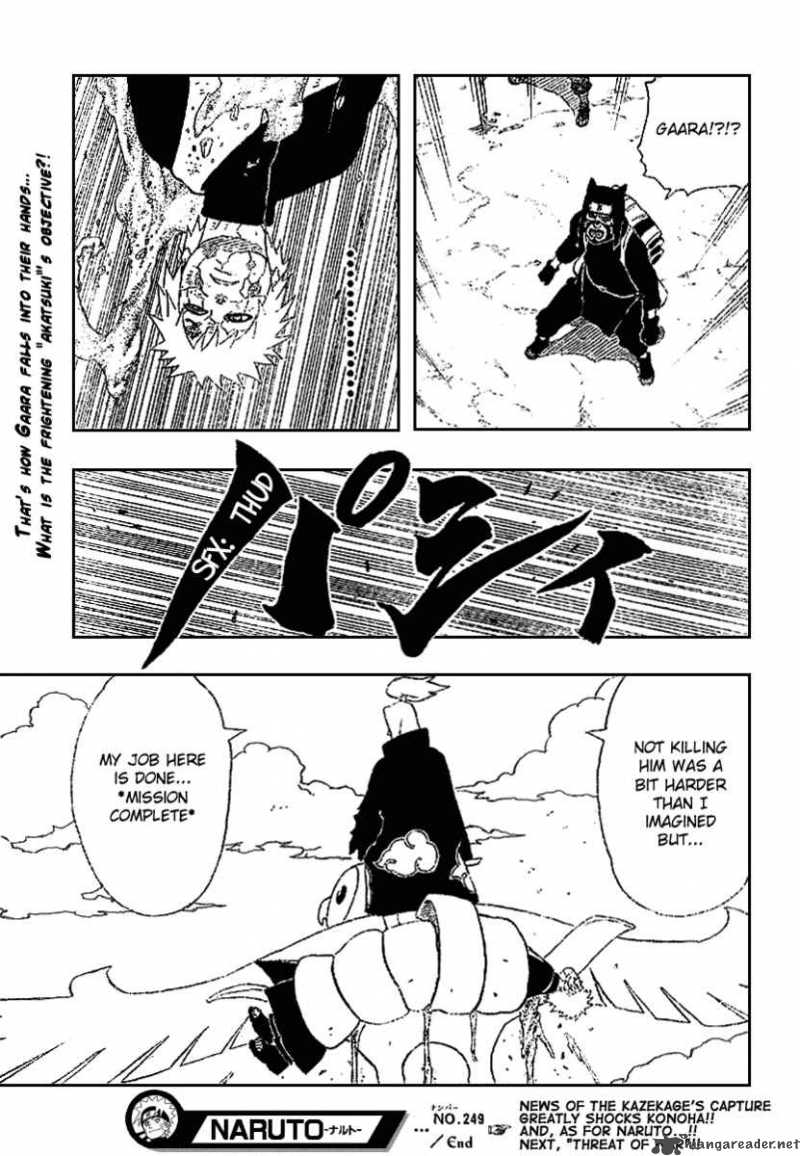 GAARA!?!?
THAT'S HOW GAARA FALLS INTO THEIR HANDS...
WHAT IS THE FRIGHTENING "AKATSUKI"'S OBJECTIVE?!
SFX: THUD
パシィ
NOT KILLING
HIM WAS A
BIT HARDER
THAN I
IMAGINED
BUT...
MY JOB HERE
IS DONE...
*MISSION
COMPLETE*
NARUTO-ナルト-
ナンバー
NO.249
... /End
NEWS OF THE KAZEKAGE'S CAPTURE
GREATLY SHOCKS KONOHA!!
AND, AS FOR NARUTO...!!
NEXT, "THREAT OF
Mangareader.net